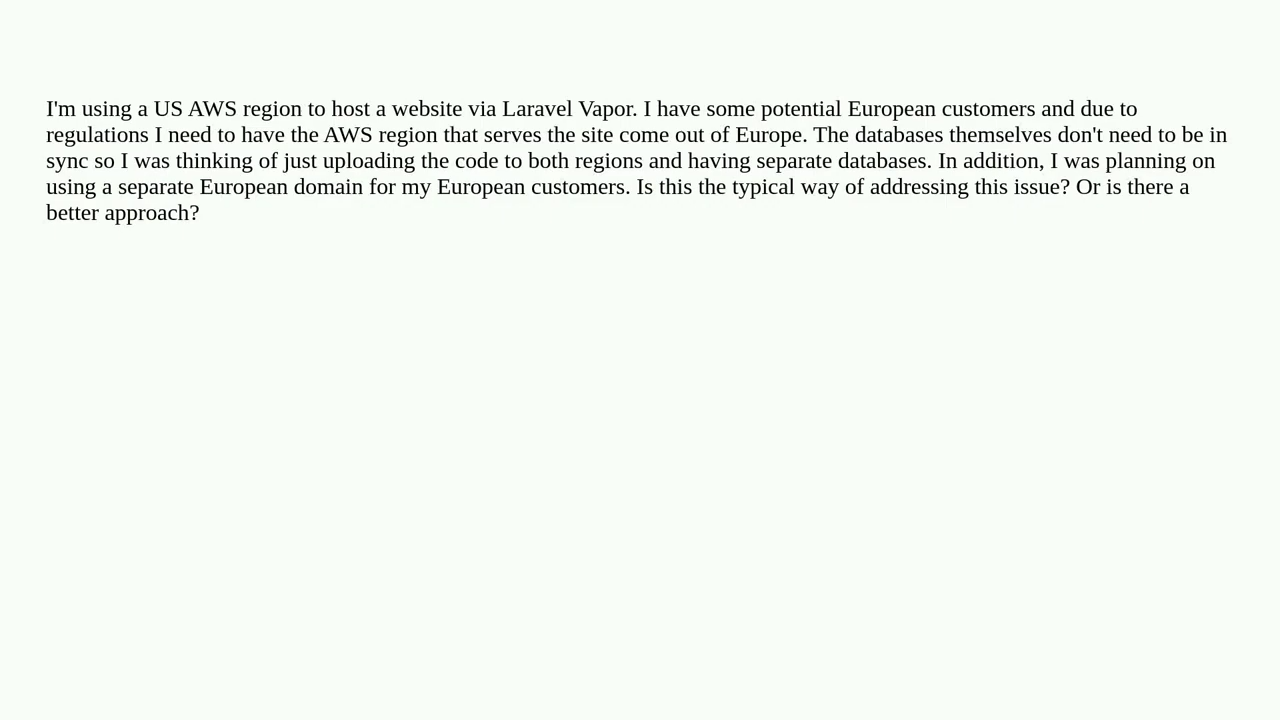 I'm using a US AWS region to host a website via Laravel Vapor. I have some potential European customers and due to
regulations I need to have the AWS region that serves the site come out of Europe. The databases themselves don't need to be in
sync so I was thinking of just uploading the code to both regions and having separate databases. In addition, I was planning on
using a separate European domain for my European customers. Is this the typical way of addressing this issue? Or is there a
better approach?